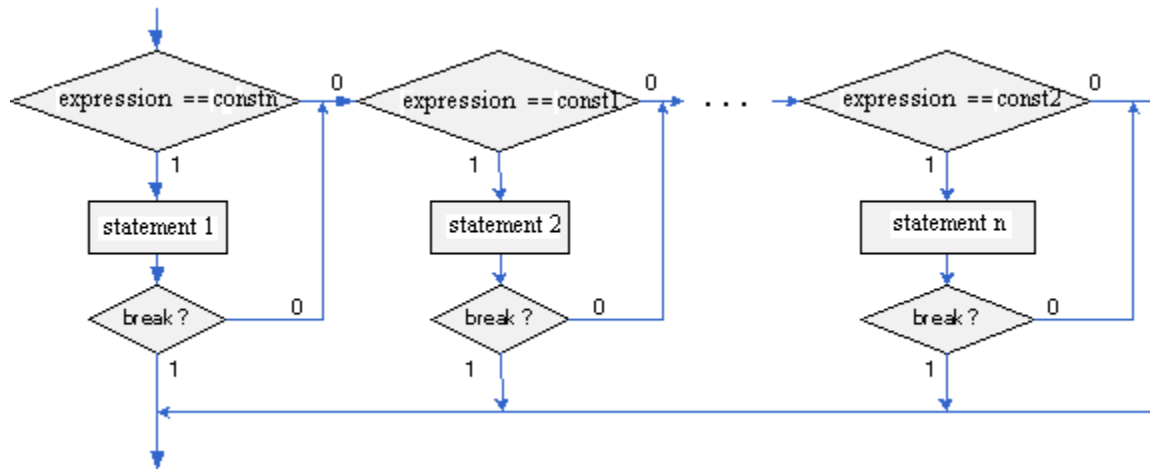 expression == constn
0
expression == const1
0
. . .
expression == const2
0
1
1
1
statement 1
statement 2
statement n
break ?
0
break ?
0
break ?
0
1
1
1